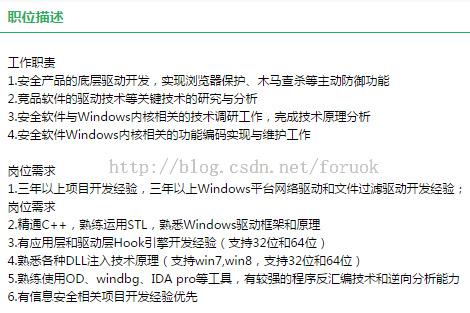 职位描述
工作职责
1.安全产品的底层驱动开发，实现浏览器保护、木马查杀等主动防御功能
2.竞品软件的驱动技术等关键技术的研究与分析
3.安全软件与Windows内核相关的技术调研工作，完成技术原理分析
4.安全软件Windows内核相关的功能编码实现与维护工作
http://blog.csdn.net/foruok
岗位需求
1.三年以上项目开发经验，三年以上Windows平台网络驱动和文件过滤驱动开发经验；
岗位需求
2.精通C++，熟练运用STL，熟悉Windows驱动框架和原理
3.有应用层和驱动层Hook引擎开发经验（支持32位和64位）
4.熟悉各种DLL注入技术原理（支持win7,win8，支持32位和64位）
5.熟练使用OD、windbg、IDA pro等工具，有较强的程序反汇编技术和逆向分析能力
6.有信息安全相关项目开发经验优先